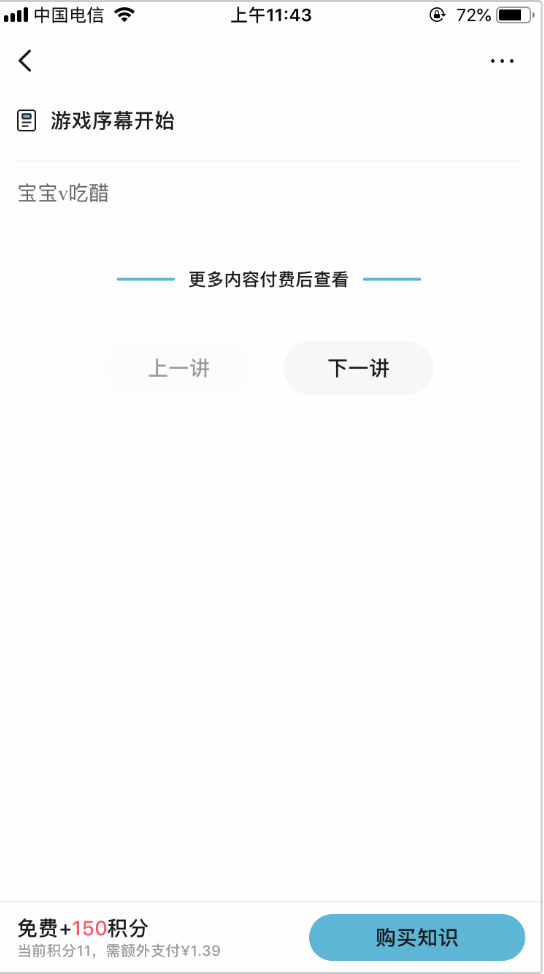 中国电信 上午11:43 72%
游戏序幕开始
宝宝v吃醋
更多内容付费后查看
上一讲 下一讲
免费+150积分
当前积分11，需额外支付¥1.39
购买知识